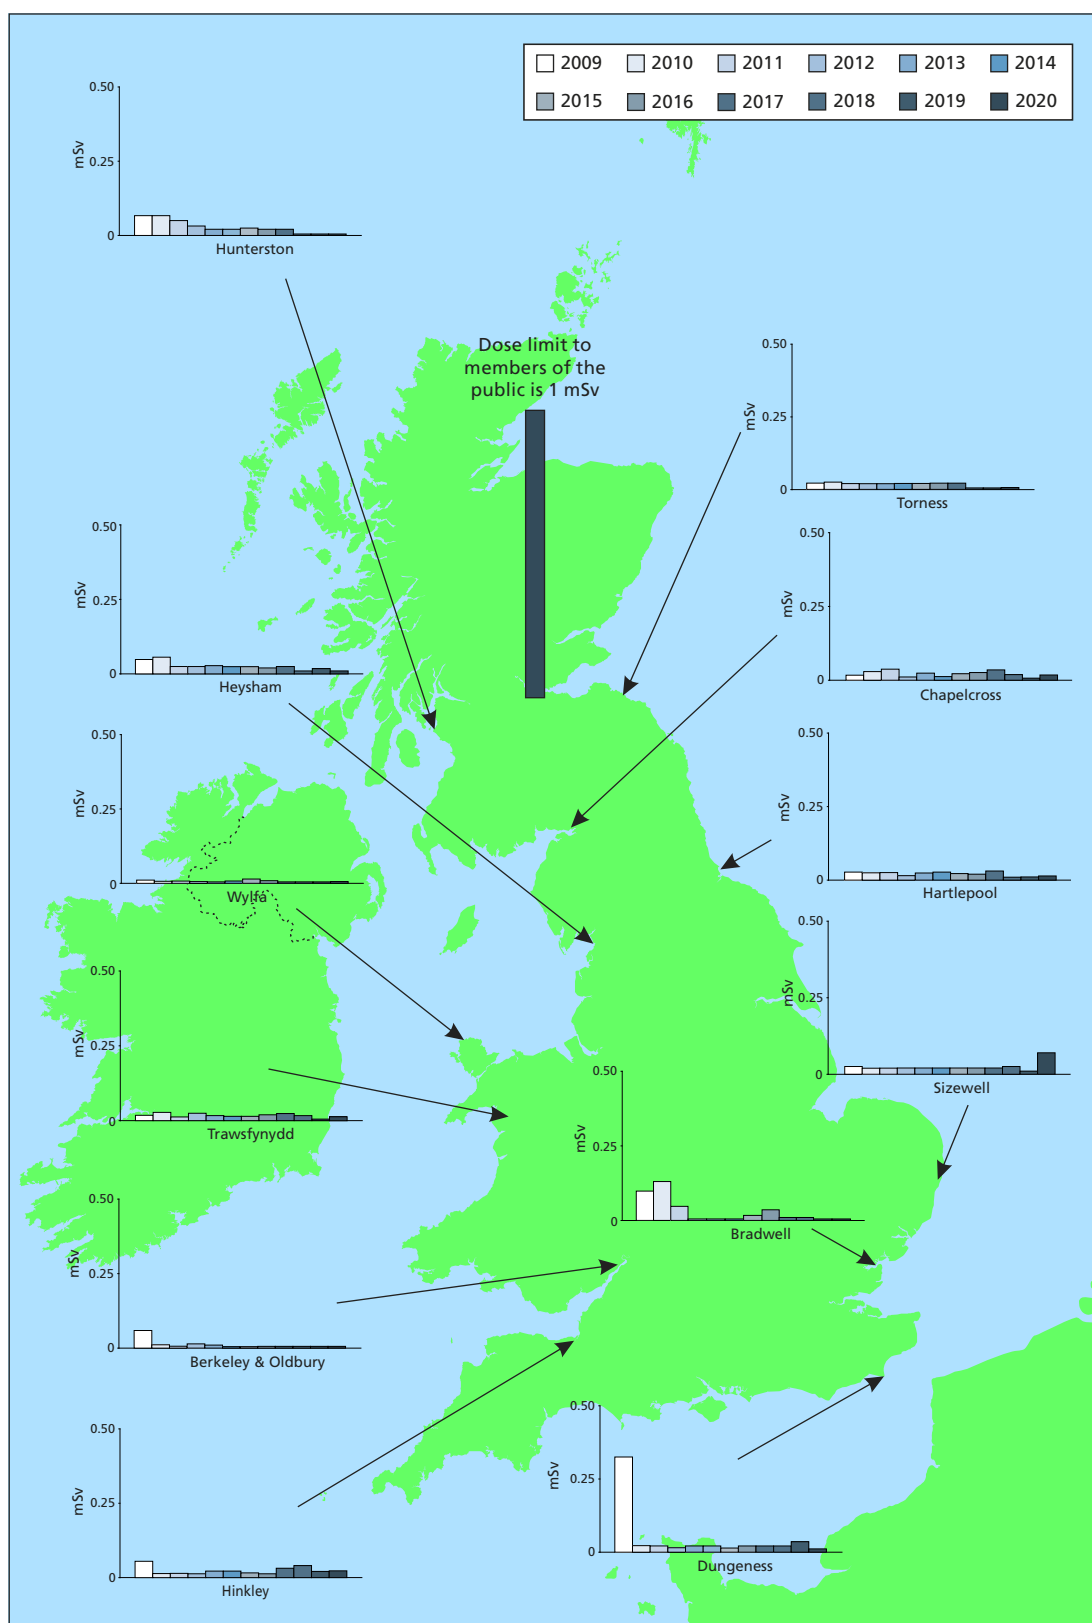 2009 2010 2011 2012 2013 2014
2015 2016 2017 2018 2019 2020
0.50
mSv
0.25
0
Hunterston
Dose limit to
members of the
public is 1 mSv
0.50
mSv
0.25
0
Torness
0.50
mSv
0.25
0
Heysham
0.50
mSv
0.25
0
Chapelcross
0.50
mSv
0.25
0
Wylfa
0.50
mSv
0.25
0
Hartlepool
0.50
mSv
0.25
0
Trawsfynydd
0.50
mSv
0.25
0
Sizewell
0.50
mSv
0.25
0
Bradwell
0.50
mSv
0.25
0
Berkeley & Oldbury
0.50
mSv
0.25
0
Hinkley
0.50
mSv
0.25
0
Dungeness